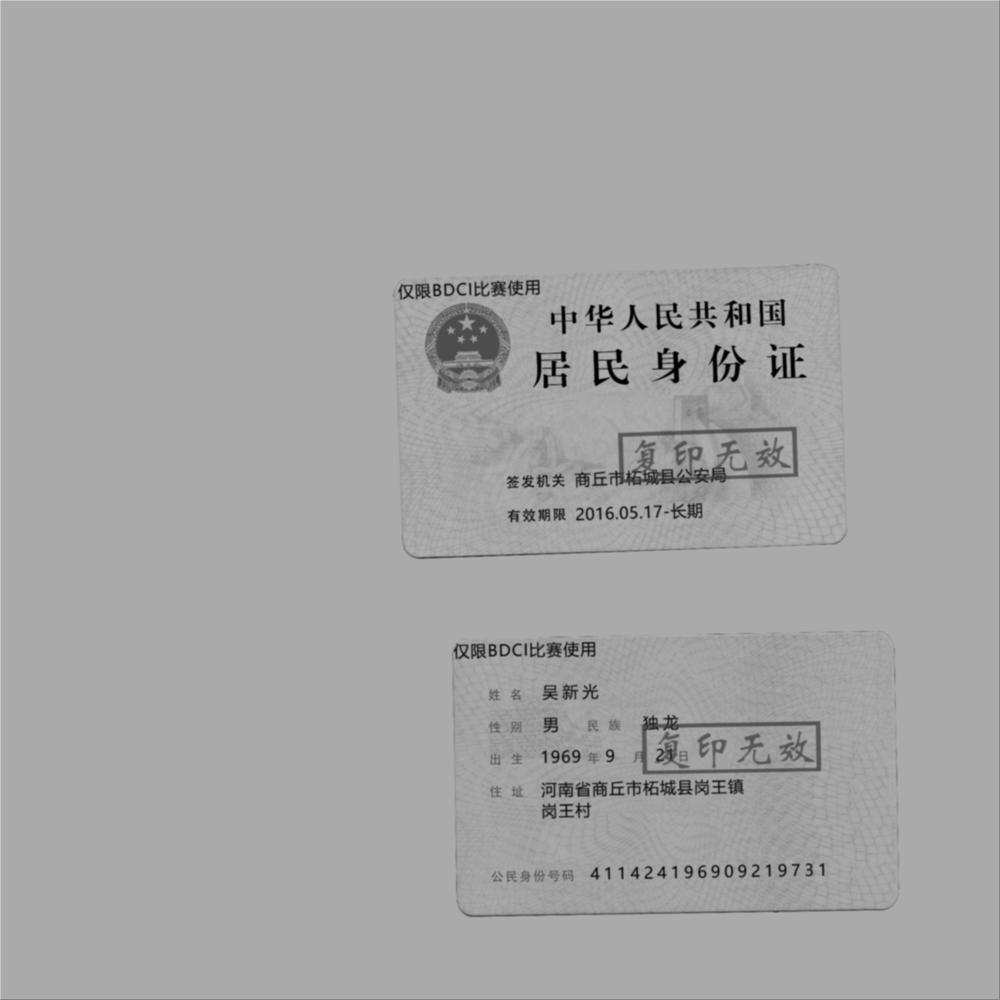 仅限BDCI比赛使用
中华人民共和国
居民身份证
复印无效
签发机关 商丘市柘城县公安局
有效期限 2016.05.17-长期
仅限BDCI比赛使用
姓名 吴新光
性别 男 民族 独龙
复印无效
出生 1969 年 9 月 21 日
住址 河南省商丘市柘城县岗王镇
岗王村
公民身份号码 411424196909219731